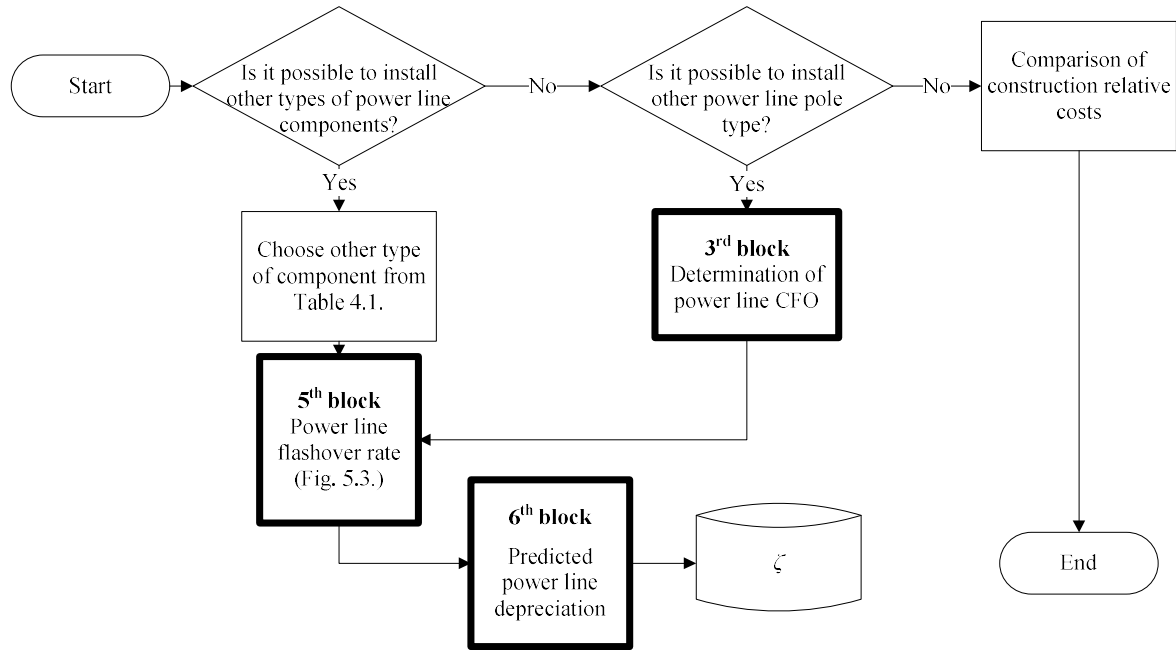 Start
Is it possible to install
other types of power line
components?
No
Is it possible to install
other power line pole
type?
No
Comparison of
construction relative
costs
Yes
Yes
Choose other type
of component from
Table 4.1.
3rd block
Determination of
power line CFO
5th block
Power line
flashover rate
(Fig. 5.3.)
6th block
Predicted
power line
depreciation
ζ
End